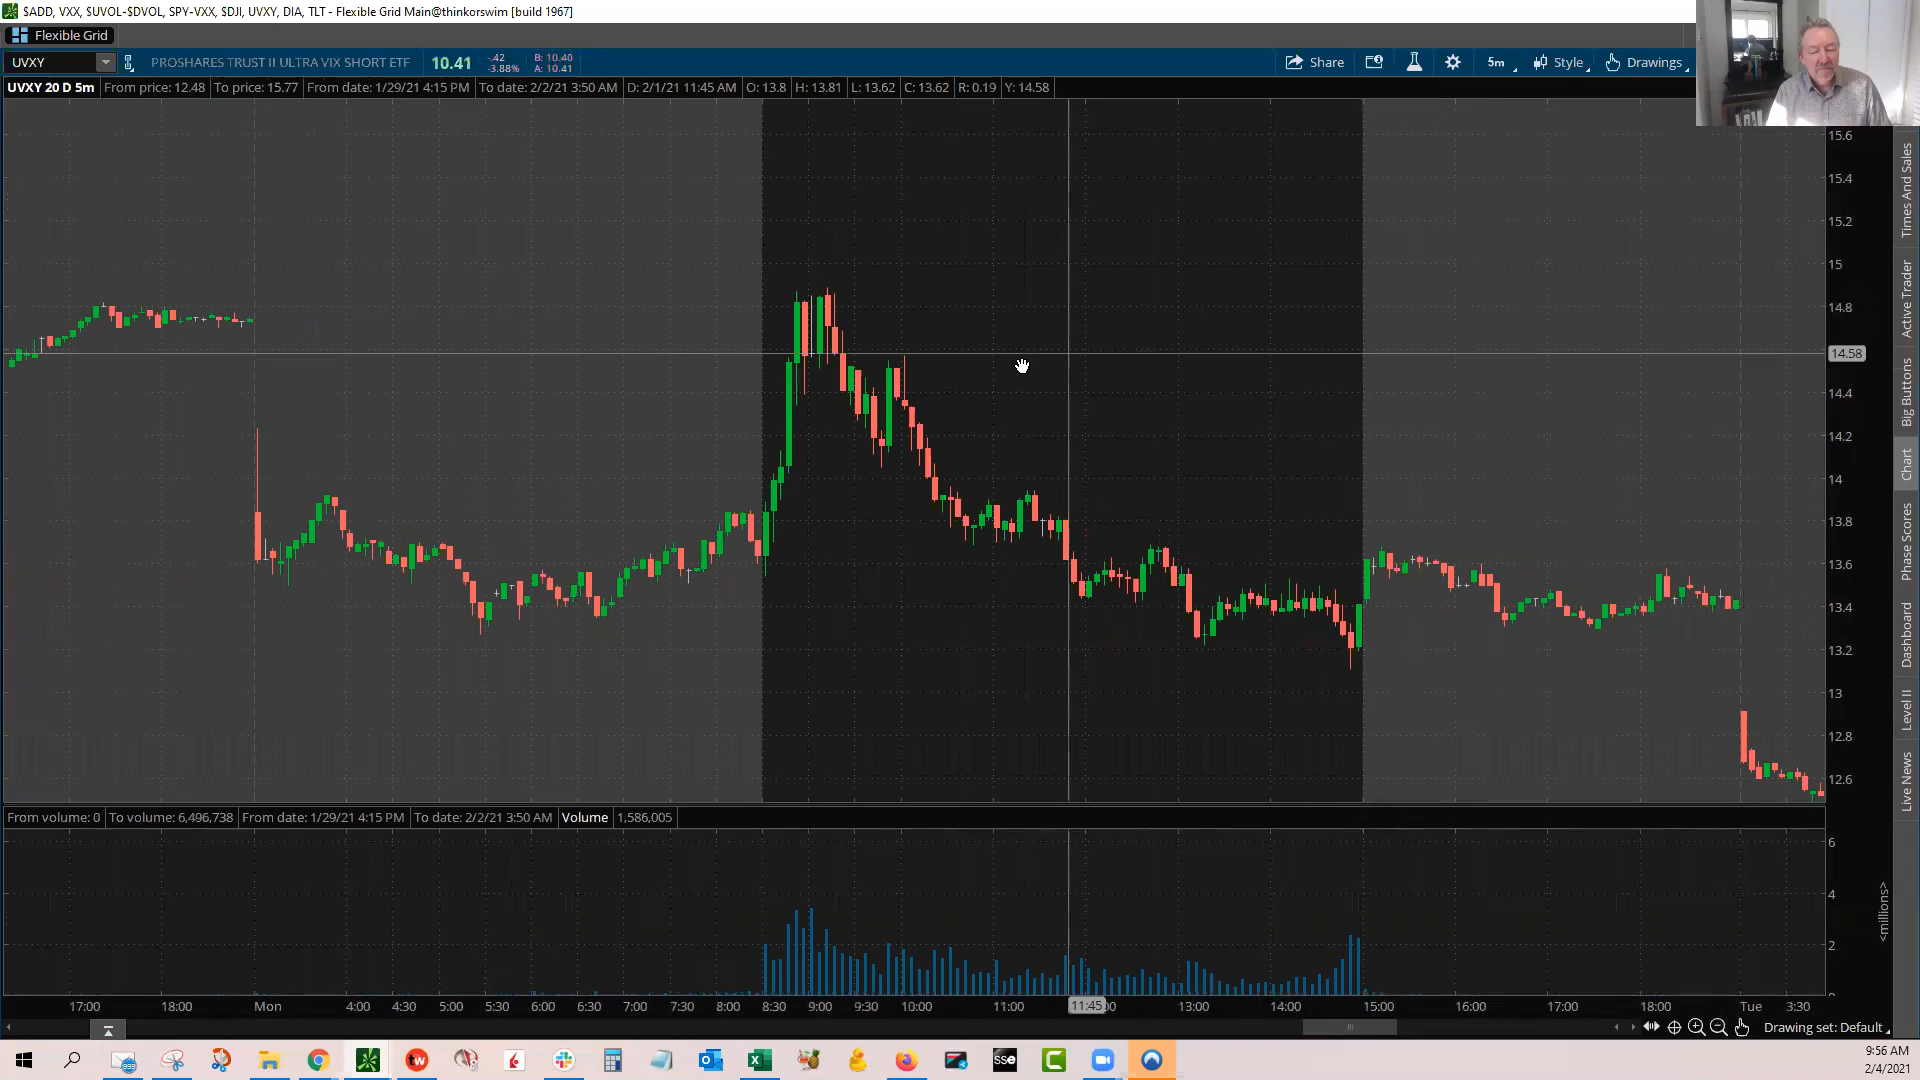 $ADD, VXX, $UVOL-$DVOL, SPY-VXX, $DJI, UVXY, DIA, TLT - Flexible Grid Main@thinkorswim [build 1967]
Flexible Grid
UVXY PROSHARES TRUST II ULTRA VIX SHORT ETF 10.41 -.42 -3.88% B: 10.40 A: 10.41 Share 5m Style Drawings
UVXY 20 D 5m From price: 12.48 To price: 15.77 From date: 1/29/21 4:15 PM To date: 2/2/21 3:50 AM D: 2/1/21 11:45 AM O: 13.8 H: 13.81 L: 13.62 C: 13.62 R: 0.19 Y: 14.58
15.6
15.4
15.2
15
14.8
14.58
14.4
14.2
14
13.8
13.6
13.4
13.2
13
12.8
12.6
Times And Sales
Active Trader
Big Buttons
Chart
Phase Scores
Dashboard
Level II
Live News
From volume: 0 To volume: 6,496,738 From date: 1/29/21 4:15 PM To date: 2/2/21 3:50 AM Volume 1,586,005
6
4
2
<millions>
17:00 18:00 Mon 4:00 4:30 5:00 5:30 6:00 6:30 7:00 7:30 8:00 8:30 9:00 9:30 10:00 11:00 11:45 13:00 14:00 15:00 16:00 17:00 18:00 Tue 3:30
Drawing set: Default
999
tw
SSe
9:56 AM
2/4/2021